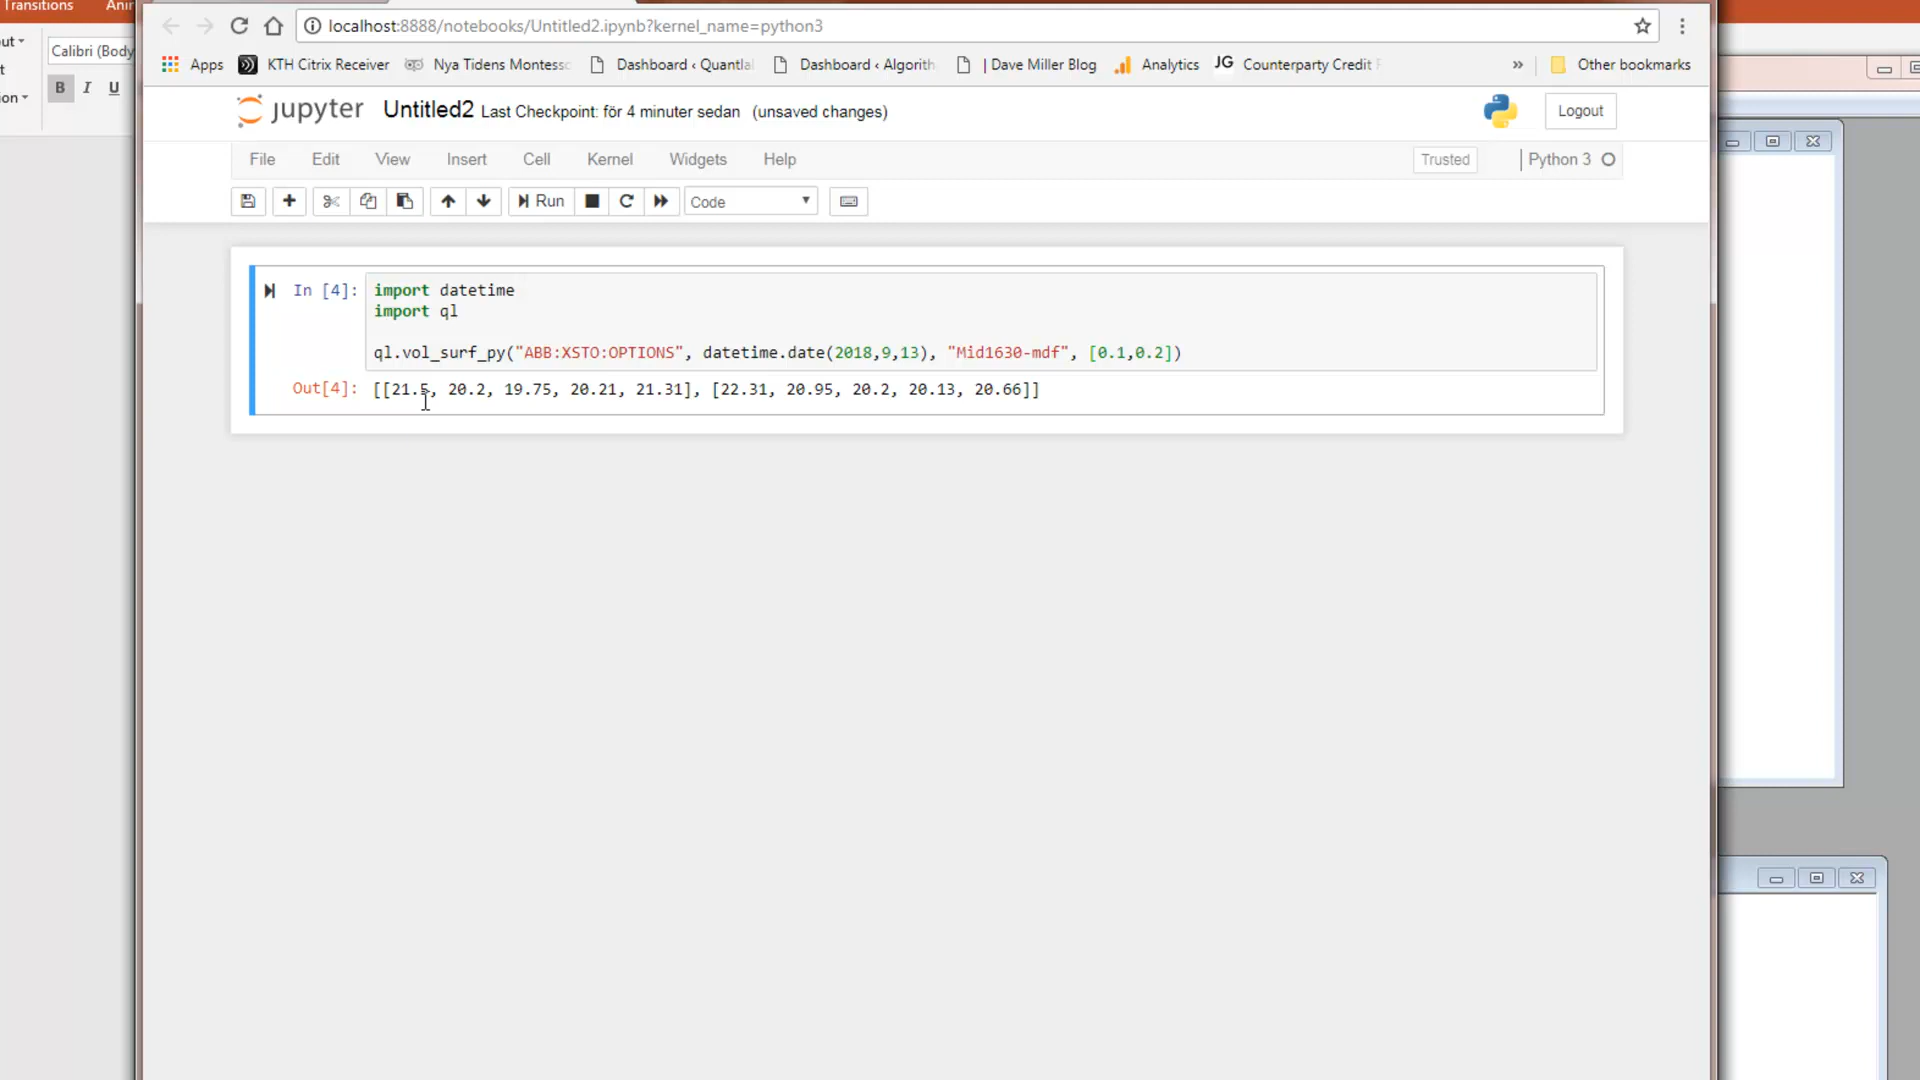 Transitions Ani
ut
t
on
Calibri (Body
B I U
localhost:8888/notebooks/Untitled2.ipynb?kernel_name=python3
Apps KTH Citrix Receiver Nya Tidens Montesso Dashboard ‹ Quantla Dashboard ‹ Algorith | Dave Miller Blog Analytics JG Counterparty Credit » Other bookmarks
jupyter Untitled2 Last Checkpoint: för 4 minuter sedan (unsaved changes) Logout
File Edit View Insert Cell Kernel Widgets Help Trusted Python 3
Run Code
In [4]: import datetime
import ql
ql.vol_surf_py("ABB:XSTO:OPTIONS", datetime.date(2018,9,13), "Mid1630-mdf", [0.1,0.2])
Out[4]: [[21.5, 20.2, 19.75, 20.21, 21.31], [22.31, 20.95, 20.2, 20.13, 20.66]]